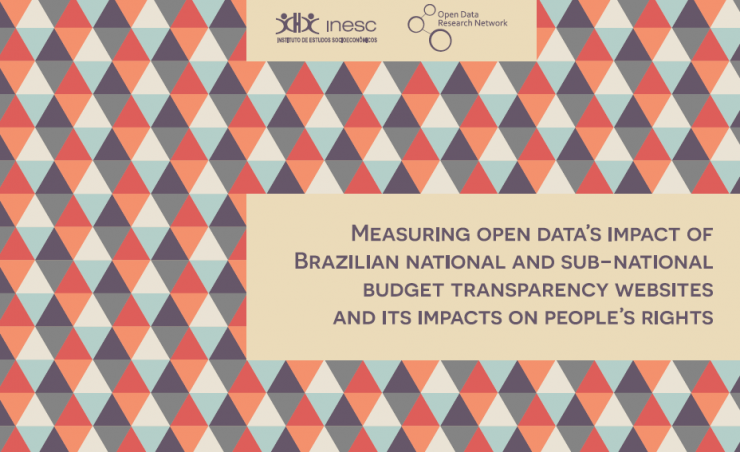 inesc
INSTITUTO DE ESTUDOS SOCIOECONÔMICOS
Open Data
Research Network
MEASURING OPEN DATA'S IMPACT OF
BRAZILIAN NATIONAL AND SUB-NATIONAL
BUDGET TRANSPARENCY WEBSITES
AND ITS IMPACTS ON PEOPLE'S RIGHTS